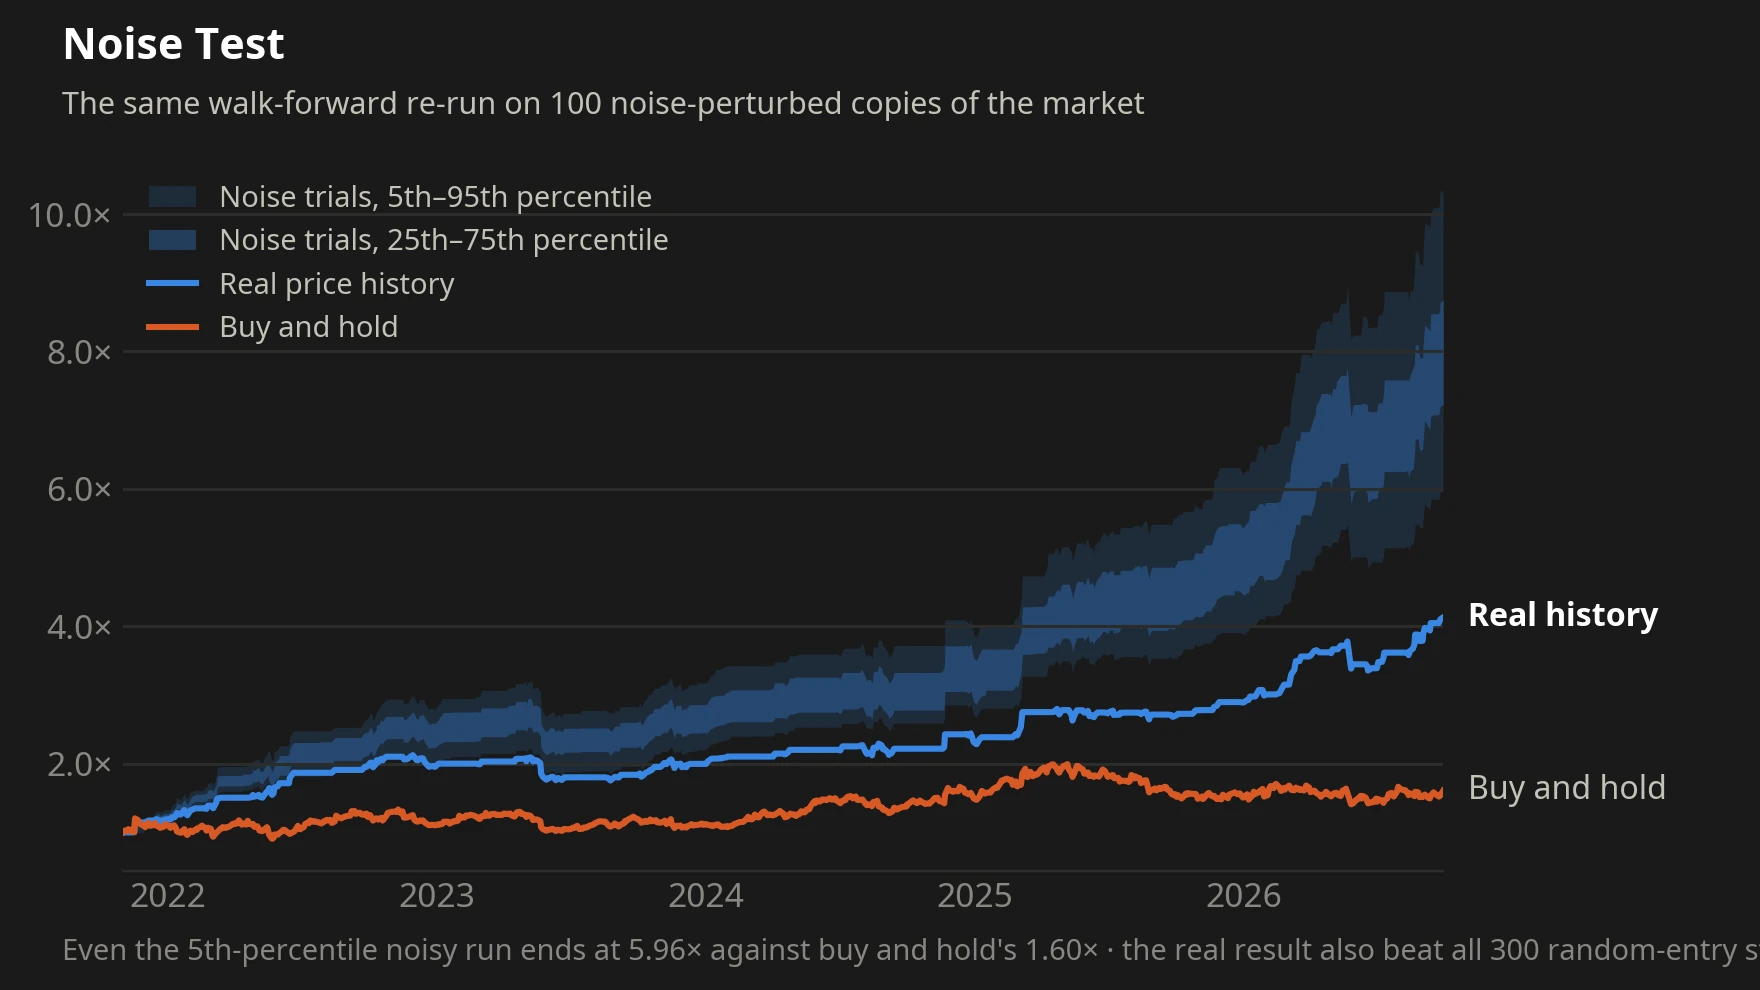 Noise Test
The same walk-forward re-run on 100 noise-perturbed copies of the market
Noise trials, 5th–95th percentile
Noise trials, 25th–75th percentile
Real price history
Buy and hold
10.0×
8.0×
6.0×
4.0×
2.0×
Real history
Buy and hold
2022 2023 2024 2025 2026
Even the 5th-percentile noisy run ends at 5.96× against buy and hold's 1.60× · the real result also beat all 300 random-entry